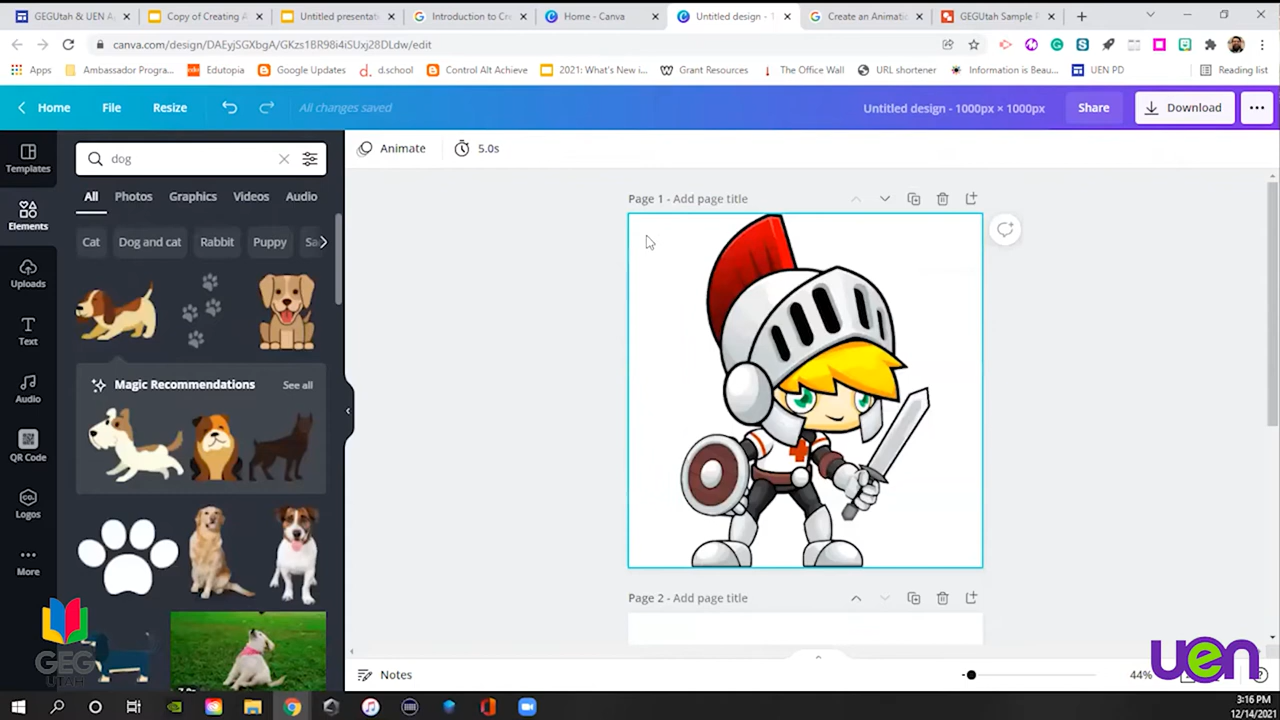 GEGUtah & UEN A
Copy of Creating A
Untitled presentati
Introduction to Cre
Home - Canva
Untitled design - 1
Create an Animatio
GEGUtah Sample P
canva.com/design/DAEyjSGXbgA/GKzs1BR98i4iSUxj28DLdw/edit
Apps
Ambassador Progra...
Edutopia
Google Updates
d.school
Control Alt Achieve
2021: What's New i...
Grant Resources
The Office Wall
URL shortener
Information is Beau...
UEN PD
Reading list
Home
File
Resize
All changes saved
Untitled design - 1000px × 1000px
Share
Download
Templates
Elements
Uploads
Text
Audio
QR Code
Logos
More
dog
All
Photos
Graphics
Videos
Audio
Cat
Dog and cat
Rabbit
Puppy
Magic Recommendations
See all
Animate
5.0s
Page 1 - Add page title
Page 2 - Add page title
Notes
44%
GEG
UTAH
uen
3:16 PM
12/14/2021